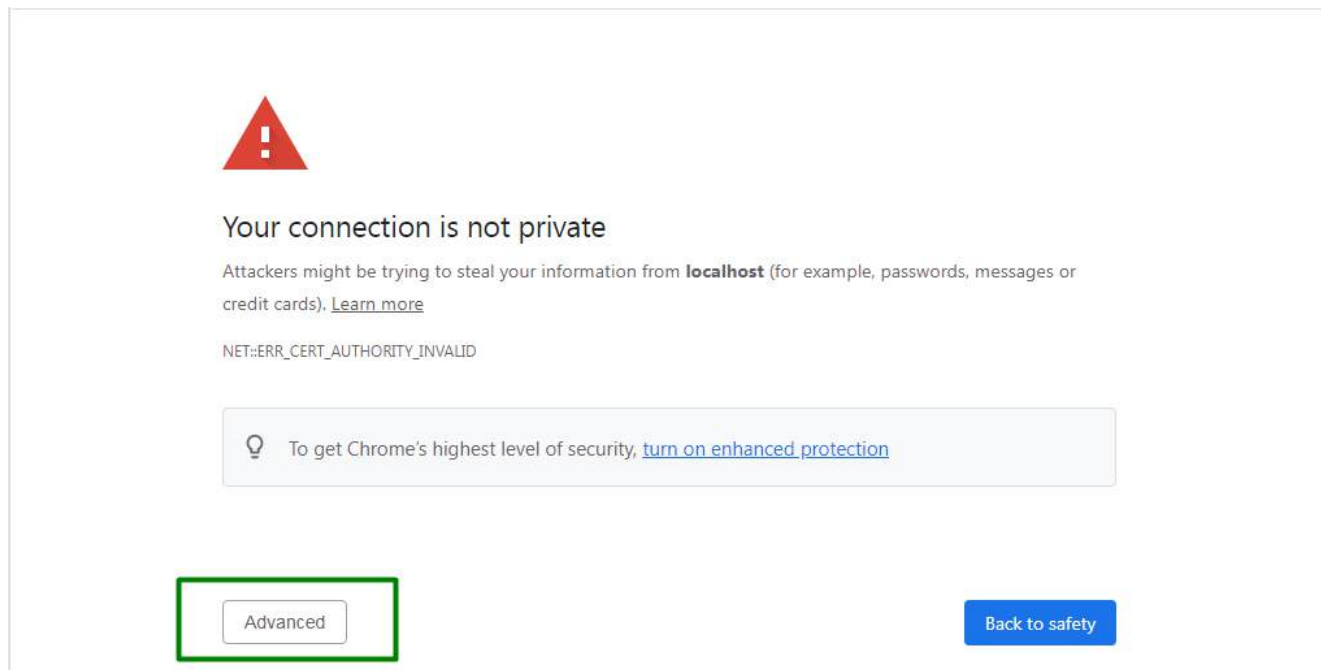 Your connection is not private
Attackers might be trying to steal your information from localhost (for example, passwords, messages or
credit cards). Learn more
NET::ERR_CERT_AUTHORITY_INVALID
To get Chrome's highest level of security, turn on enhanced protection
Advanced
Back to safety